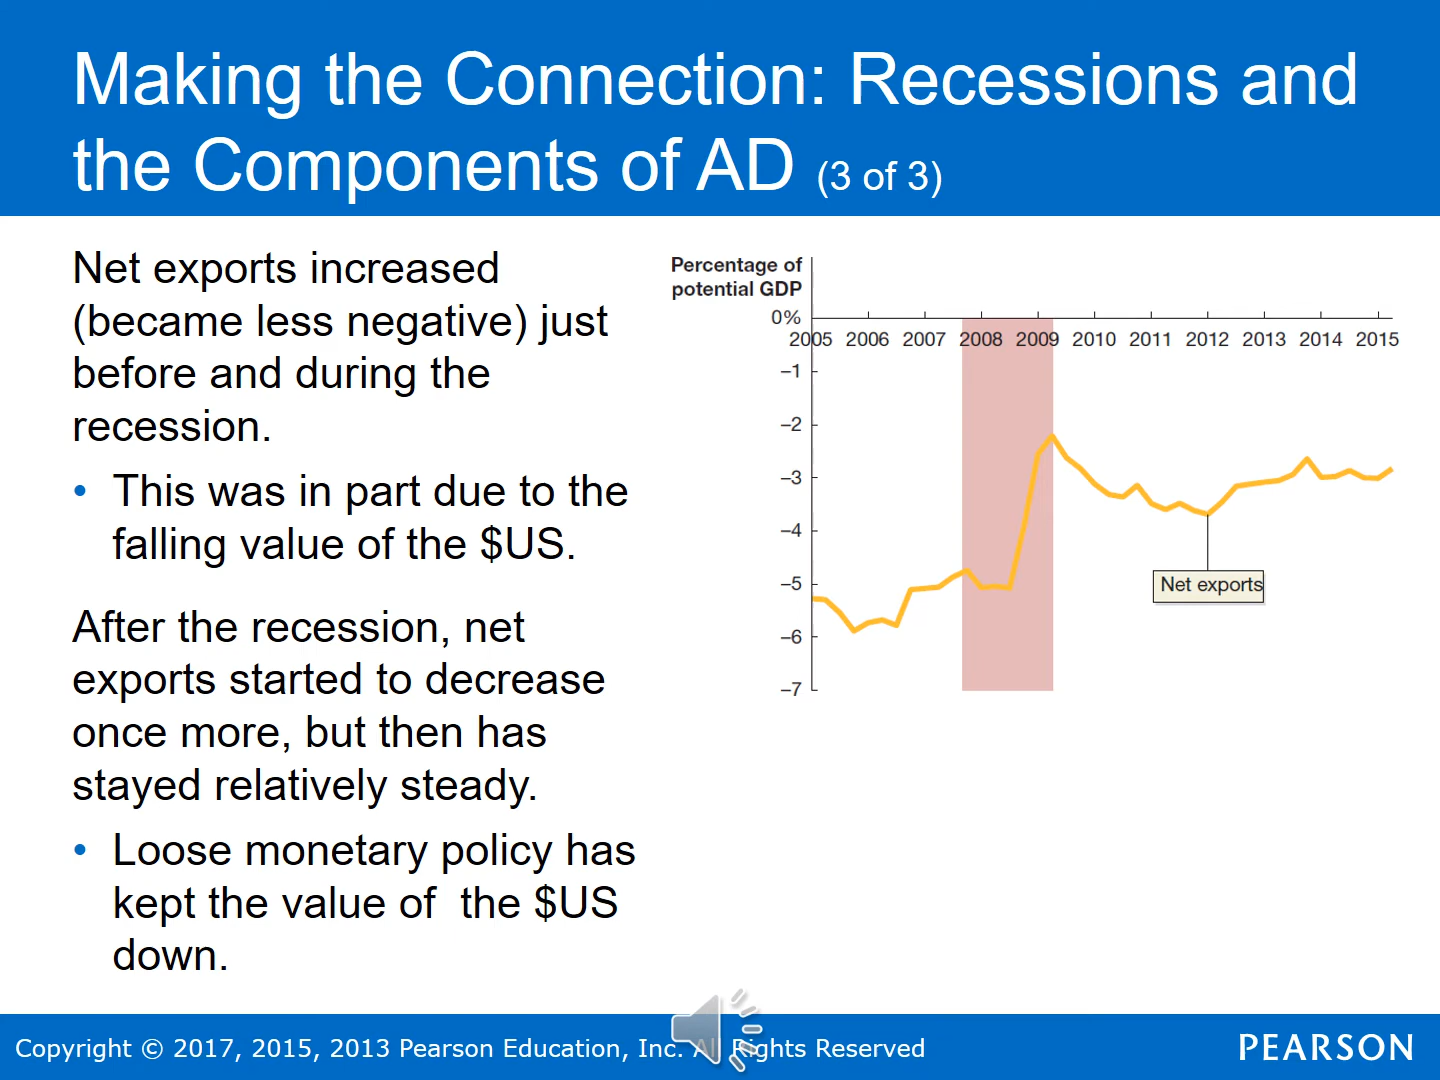 Making the Connection: Recessions and
the Components of AD (3 of 3)
Net exports increased
(became less negative) just
before and during the
recession.
• This was in part due to the
falling value of the $US.
After the recession, net
exports started to decrease
once more, but then has
stayed relatively steady.
• Loose monetary policy has
kept the value of  the $US
down.
Percentage of
potential GDP
0%
2005 2006 2007 2008 2009 2010 2011 2012 2013 2014 2015
–1
–2
–3
–4
–5
–6
–7
Net exports
Copyright © 2017, 2015, 2013 Pearson Education, Inc. All Rights Reserved
PEARSON